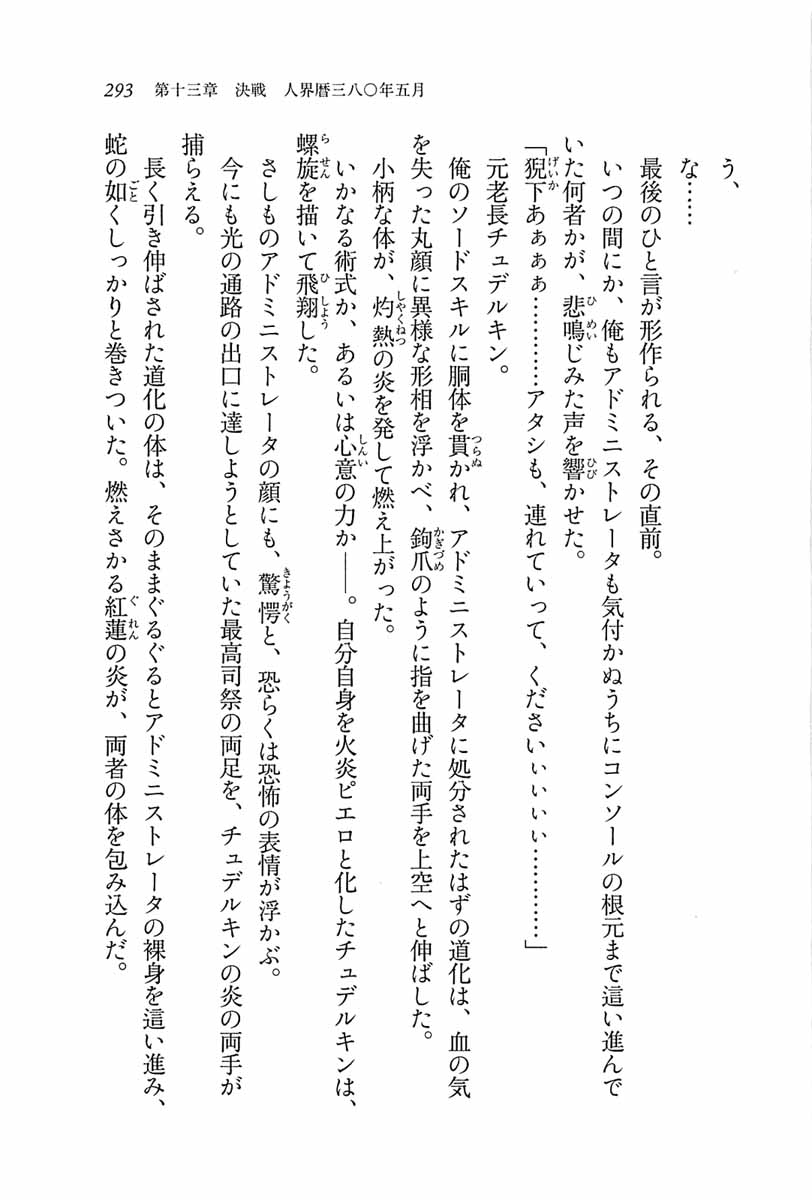 293 第十三章 決戦 人界暦三八〇年五月
う、
な……
最後のひと言が形作られる、その直前。
いつの間にか、俺もアドミニストレータも気付かぬうちにコンソールの根元まで這い進んで
いた何者かが、悲鳴じみた声を響かせた。
「猊下あぁぁぁ…………アタシも、連れていって、くださいぃぃぃぃ…………」
元老長チュデルキン。
俺のソードスキルに胴体を貫かれ、アドミニストレータに処分されたはずの道化は、血の気
を失った丸顔に異様な形相を浮かべ、鉤爪のように指を曲げた両手を上空へと伸ばした。
小柄な体が、灼熱の炎を発して燃え上がった。
いかなる術式か、あるいは心意の力か――。自分自身を火炎ピエロと化したチュデルキンは、
螺旋を描いて飛翔した。
さしものアドミニストレータの顔にも、驚愕と、恐らくは恐怖の表情が浮かぶ。
今にも光の通路の出口に達しようとしていた最高司祭の両足を、チュデルキンの炎の両手が
捕らえる。
長く引き伸ばされた道化の体は、そのままぐるぐるとアドミニストレータの裸身を這い進み、
蛇の如くしっかりと巻きついた。燃えさかる紅蓮の炎が、両者の体を包み込んだ。